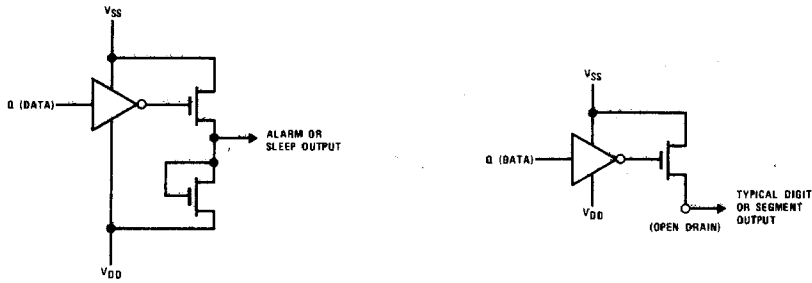 VSS
Q (DATA)
ALARM OR
SLEEP OUTPUT
VDD
VSS
Q (DATA)
VDD
(OPEN DRAIN)
TYPICAL DIGIT
OR SEGMENT
OUTPUT